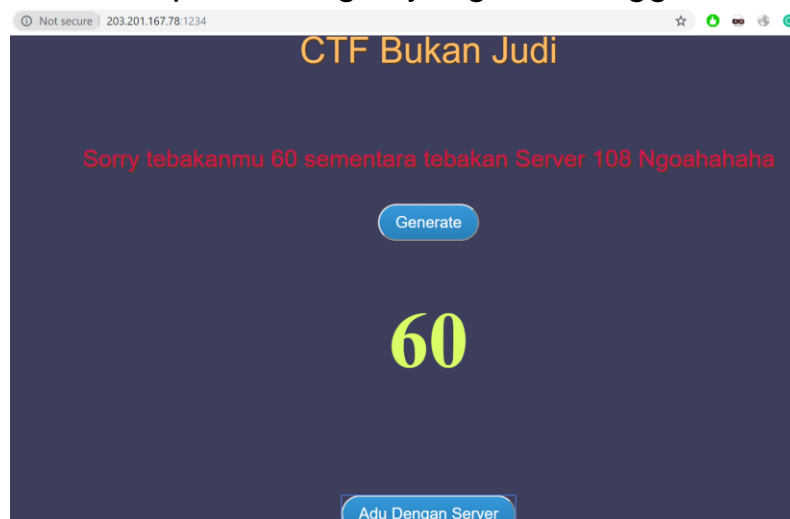 Not secure 203.201.167.78:1234
CTF Bukan Judi
Sorry tebakanmu 60 sementara tebakan Server 108 Ngoahahaha
Generate
60
Adu Dengan Server